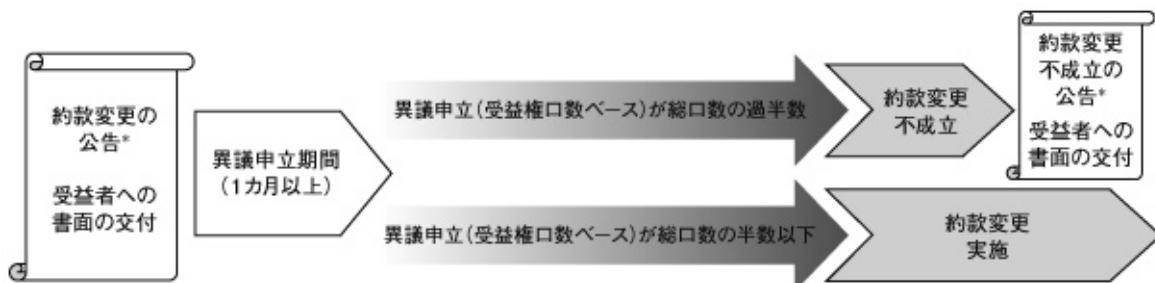 約款変更の
公告*
受益者への
書面の交付
異議申立期間
(1カ月以上)
異議申立(受益権口数ベース)が総口数の過半数
約款変更
不成立
約款変更
不成立の
公告*
受益者への
書面の交付
異議申立(受益権口数ベース)が総口数の半数以下
約款変更
実施